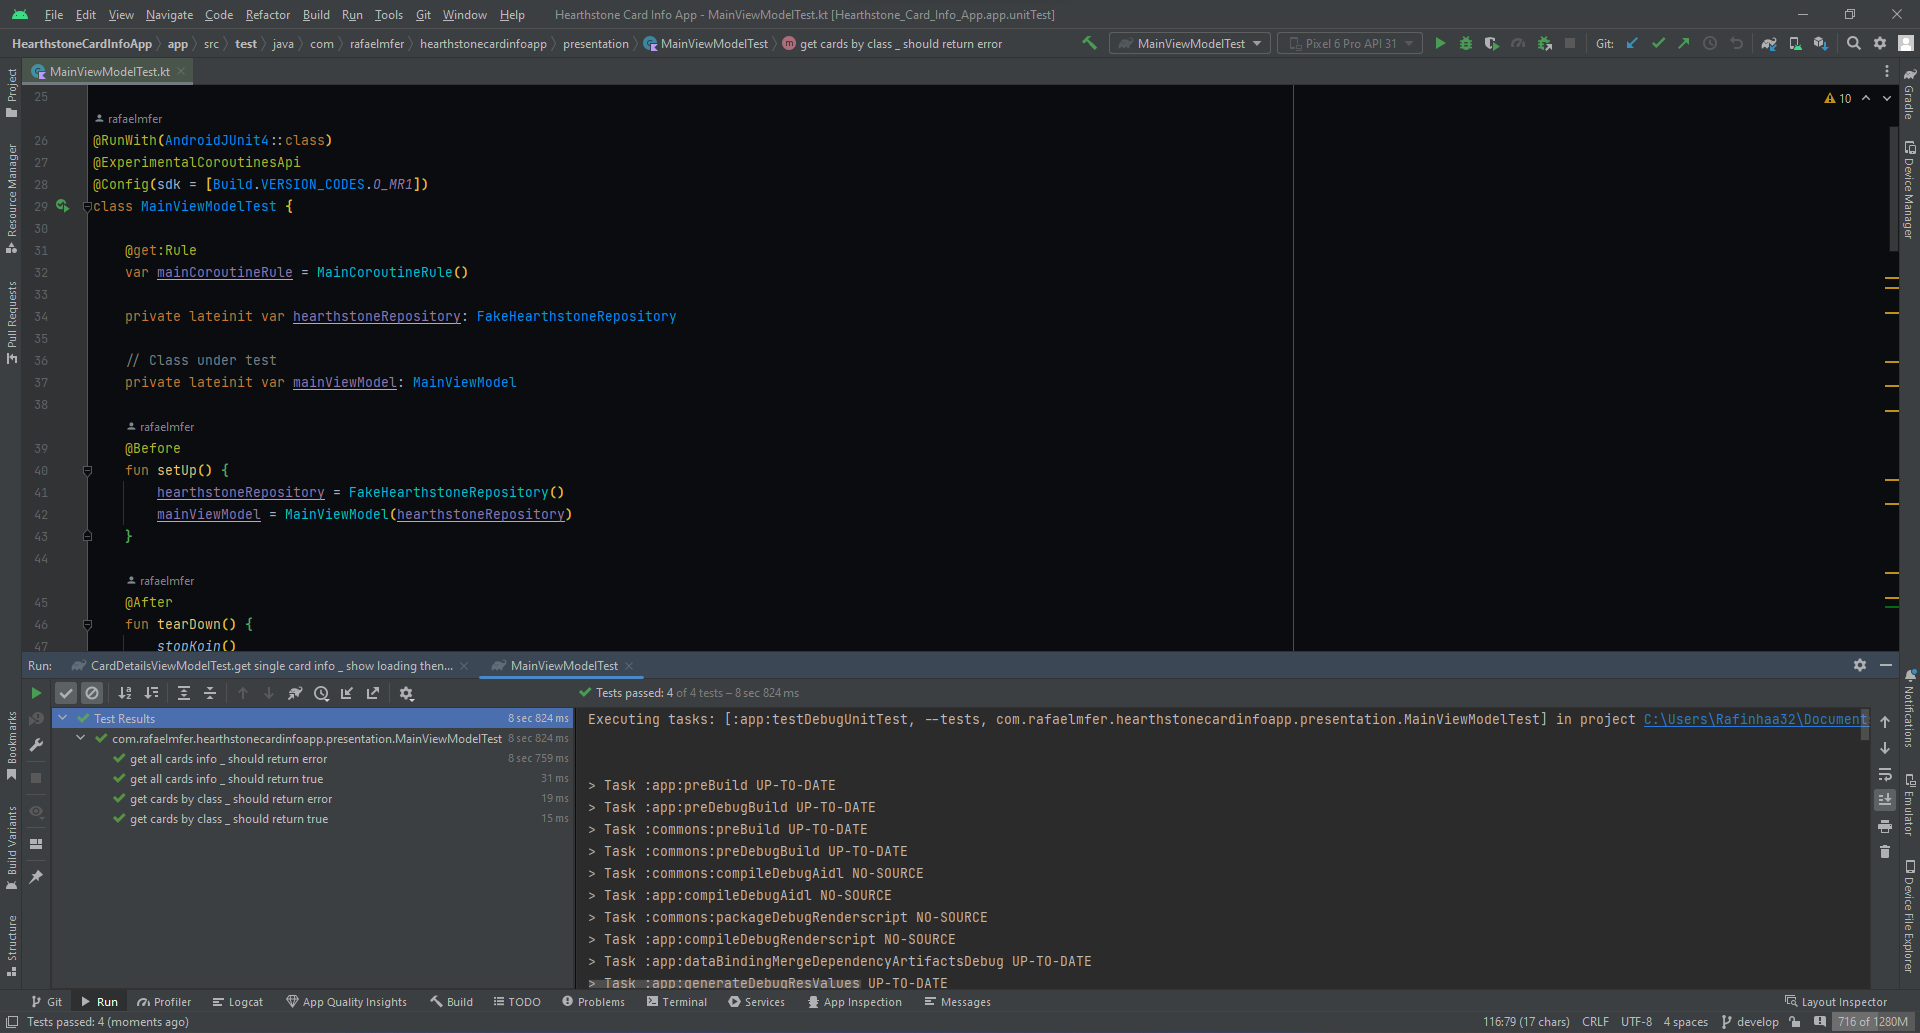 File Edit View Navigate Code Refactor Build Run Tools Git Window Help Hearthstone Card Info App - MainViewModelTest.kt [Hearthstone_Card_Info_App.app.unitTest]
HearthstoneCardInfoApp app src test java com rafaelmfer hearthstonecardinfoapp presentation MainViewModelTest get cards by class _ should return error MainViewModelTest Pixel 6 Pro API 31 Git:
MainViewModelTest.kt
Project
Resource Manager
Pull Requests
Bookmarks
Build Variants
Structure
10
25
rafaelmfer
26 @RunWith(AndroidJUnit4::class)
27 @ExperimentalCoroutinesApi
28 @Config(sdk = [Build.VERSION_CODES.O_MR1])
29 class MainViewModelTest {
30
31 @get:Rule
32 var mainCoroutineRule = MainCoroutineRule()
33
34 private lateinit var hearthstoneRepository: FakeHearthstoneRepository
35
36 // Class under test
37 private lateinit var mainViewModel: MainViewModel
38
rafaelmfer
39 @Before
40 fun setUp() {
41 hearthstoneRepository = FakeHearthstoneRepository()
42 mainViewModel = MainViewModel(hearthstoneRepository)
43 }
44
rafaelmfer
45 @After
46 fun tearDown() {
47 stopKoin()
Gradle
Device Manager
Notifications
Emulator
Device File Explorer
Run: CardDetailsViewModelTest.get single card info _ show loading then... MainViewModelTest
Tests passed: 4 of 4 tests – 8 sec 824 ms
Test Results 8 sec 824 ms
com.rafaelmfer.hearthstonecardinfoapp.presentation.MainViewModelTest 8 sec 824 ms
get all cards info _ should return error 8 sec 759 ms
get all cards info _ should return true 31 ms
get cards by class _ should return error 19 ms
get cards by class _ should return true 15 ms
Executing tasks: [:app:testDebugUnitTest, --tests, com.rafaelmfer.hearthstonecardinfoapp.presentation.MainViewModelTest] in project C:\Users\Rafinhaa32\Document
> Task :app:preBuild UP-TO-DATE
> Task :app:preDebugBuild UP-TO-DATE
> Task :commons:preBuild UP-TO-DATE
> Task :commons:preDebugBuild UP-TO-DATE
> Task :commons:compileDebugAidl NO-SOURCE
> Task :app:compileDebugAidl NO-SOURCE
> Task :commons:packageDebugRenderscript NO-SOURCE
> Task :app:compileDebugRenderscript NO-SOURCE
> Task :app:dataBindingMergeDependencyArtifactsDebug UP-TO-DATE
> Task :app:generateDebugResValues UP-TO-DATE
Git Run Profiler Logcat App Quality Insights Build TODO Problems Terminal Services App Inspection Messages Layout Inspector
Tests passed: 4 (moments ago) 116:79 (17 chars) CRLF UTF-8 4 spaces develop 716 of 1280M